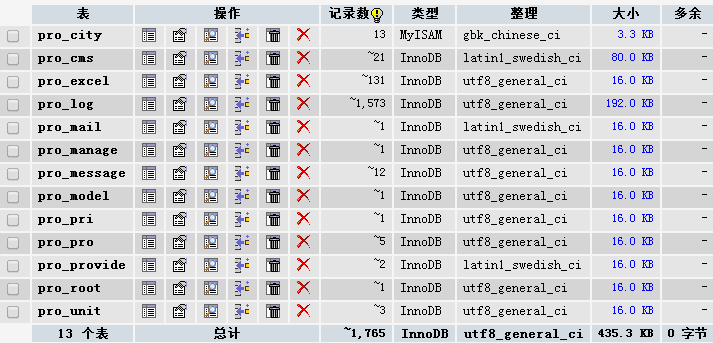 表 操作 记录数 类型 整理 大小 多余
pro_city 13 MyISAM gbk_chinese_ci 3.3 KB -
pro_cms ~21 InnoDB latin1_swedish_ci 80.0 KB -
pro_excel ~131 InnoDB utf8_general_ci 16.0 KB -
pro_log ~1,573 InnoDB utf8_general_ci 192.0 KB -
pro_mail ~1 InnoDB latin1_swedish_ci 16.0 KB -
pro_manage ~1 InnoDB utf8_general_ci 16.0 KB -
pro_message ~12 InnoDB utf8_general_ci 16.0 KB -
pro_model ~1 InnoDB utf8_general_ci 16.0 KB -
pro_pri ~1 InnoDB utf8_general_ci 16.0 KB -
pro_pro ~5 InnoDB utf8_general_ci 16.0 KB -
pro_provide ~2 InnoDB latin1_swedish_ci 16.0 KB -
pro_root ~1 InnoDB utf8_general_ci 16.0 KB -
pro_unit ~3 InnoDB utf8_general_ci 16.0 KB -
13 个表 总计 ~1,765 InnoDB utf8_general_ci 435.3 KB 0 字节